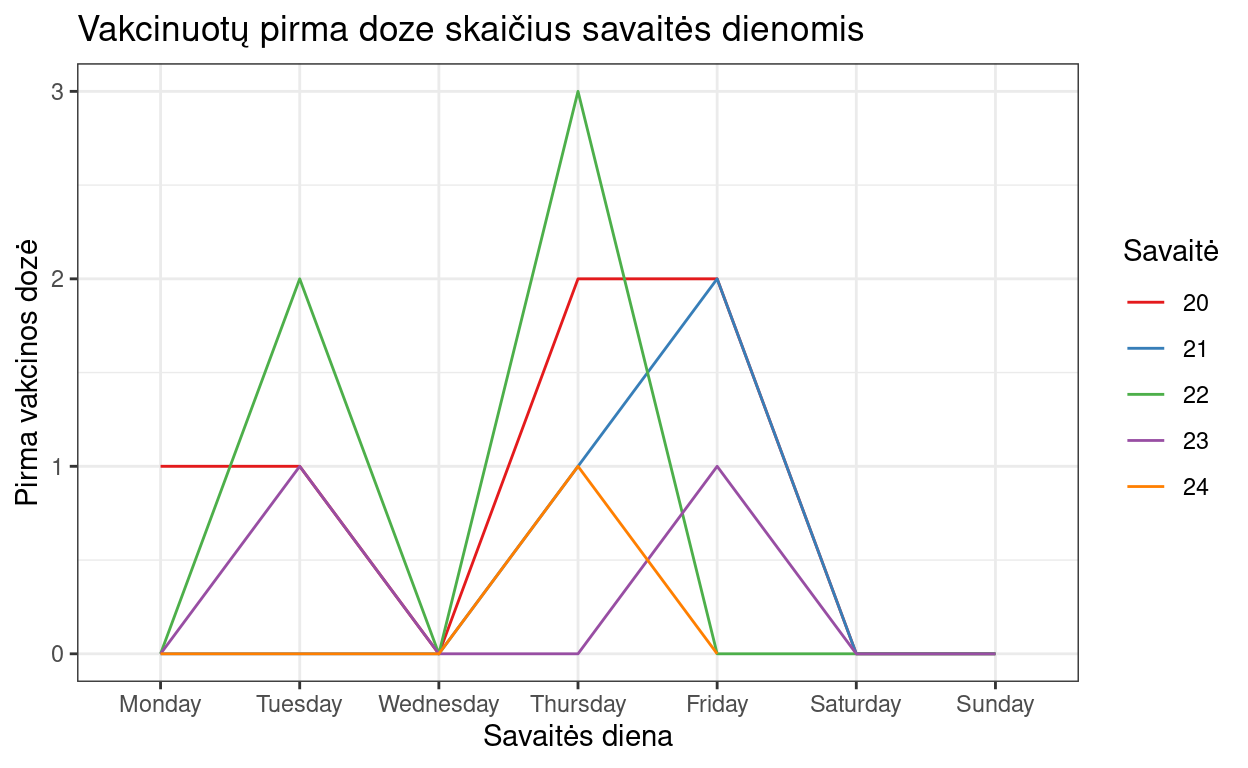 Vakcinuotų pirma doze skaičius savaitės dienomis
Pirma vakcinos dozė
3
2
1
0
Monday Tuesday Wednesday Thursday Friday Saturday Sunday
Savaitės diena
Savaitė
20
21
22
23
24